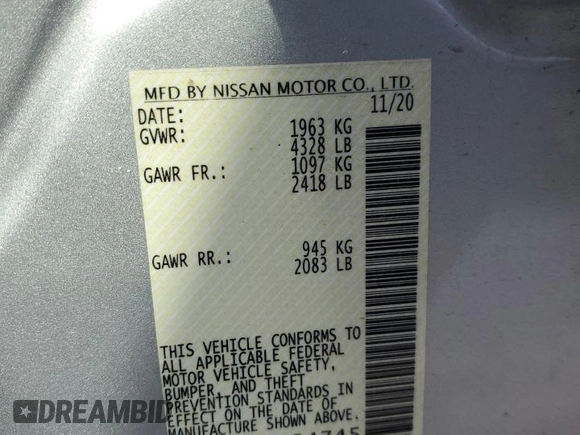 MFD BY NISSAN MOTOR CO., LTD.
DATE: 11/20
GVWR: 1963 KG
4328 LB
GAWR FR.: 1097 KG
2418 LB
GAWR RR.: 945 KG
2083 LB
THIS VEHICLE CONFORMS TO
ALL APPLICABLE FEDERAL
MOTOR VEHICLE SAFETY,
BUMPER, AND THEFT
PREVENTION STANDARDS IN
EFFECT ON THE DATE OF
MANUFACTURE SHOWN ABOVE.
DREAMBID